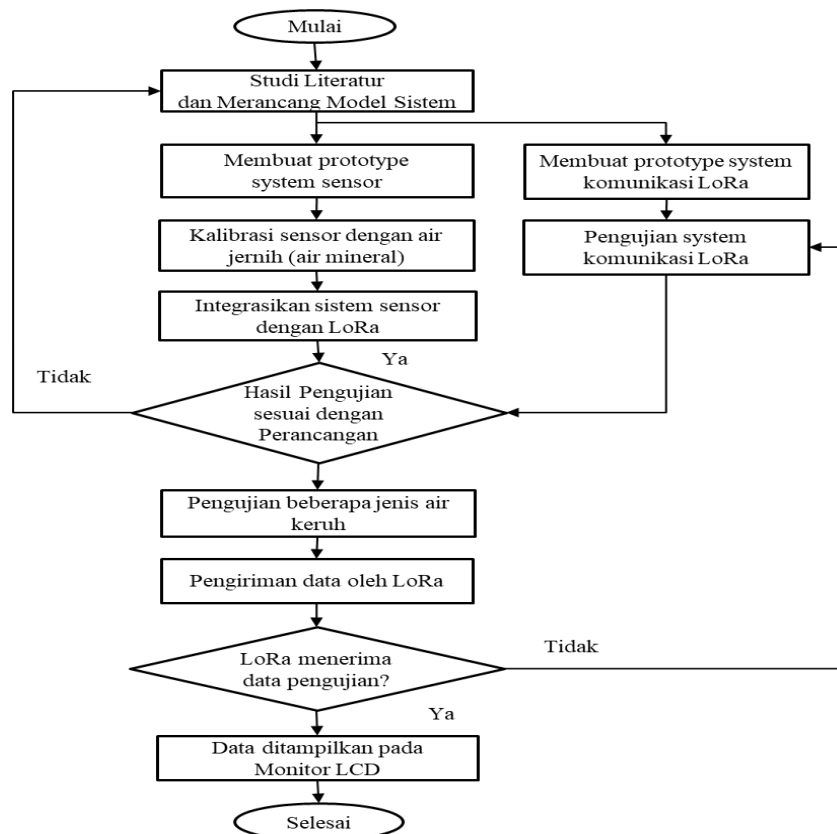 Mulai
Studi Literatur
dan Merancang Model Sistem
Membuat prototype
system sensor
Membuat prototype system
komunikasi LoRa
Kalibrasi sensor dengan air
jernih (air mineral)
Pengujian system
komunikasi LoRa
Integrasikan sistem sensor
dengan LoRa
Ya
Tidak
Hasil Pengujian
sesuai dengan
Perancangan
Pengujian beberapa jenis air
keruh
Pengiriman data oleh LoRa
LoRa menerima
data pengujian?
Tidak
Ya
Data ditampilkan pada
Monitor LCD
Selesai